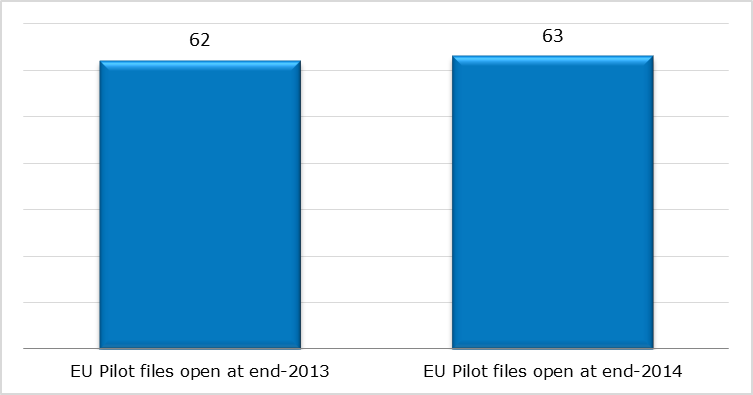 62
63
EU Pilot files open at end-2013
EU Pilot files open at end-2014